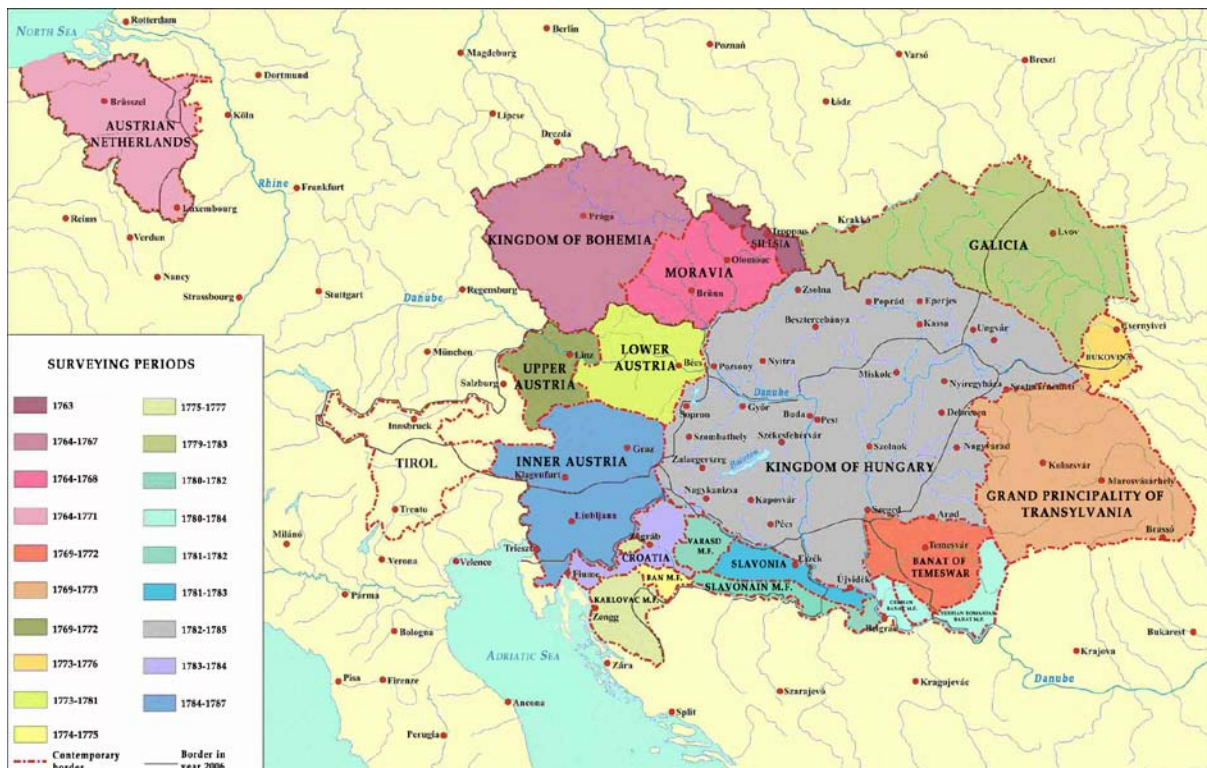 NORTH SEA
Rotterdam
Berlin
Magdeburg
Poznań
Varsó
Breszt
Dortmund
Brüsszel
Köln
AUSTRIAN
NETHERLANDS
Lipcse
Łódz
Drezda
Rhine
Frankfurt
Luxembourg
Reims
Verdun
Nancy
Strassbourg
Stuttgart
Prága
KINGDOM OF BOHEMIA
Troppau
SILESIA
Krakkó
GALICIA
Lvov
Olomouc
MORAVIA
Brünn
Regensburg
Danube
Zsolna
Poprád
Eperjes
Besztercebánya
Kassa
Ungvár
Csernyivci
BUKOVINA
München
Salzburg
Linz
UPPER
AUSTRIA
LOWER
AUSTRIA
Bécs
Pozsony
Nyitra
Miskolc
Nyíregyháza
Szatmárnémeti
Danube
Innsbruck
Sopron
Győr
Buda
Pest
Debrecen
Szombathely
Székesfehérvár
Szolnok
Nagyvárad
Graz
INNER AUSTRIA
Klagenfurt
Zalaegerszeg
Balaton
KINGDOM OF HUNGARY
Kolozsvár
Marosvásárhely
TIROL
Nagykanizsa
Kaposvár
Szeged
Arad
GRAND PRINCIPALITY OF
TRANSYLVANIA
Trento
Ljubljana
Pécs
Brassó
Milánó
Verona
Velence
Trieszt
Zágráb
VARASD
M.F.
CROATIA
SLAVONIA
Eszék
Temesvár
BANAT OF
TEMESWAR
Fiume
BAN M.F.
SLAVONAIN M.F.
Újvidék
Párma
KARLOVAC M.F.
Zengg
Belgrád
BANAT M.F.
BANAT M.F.
Bukarest
Bologna
ADRIATIC SEA
Zára
Krajova
Pisa
Firenze
Szarajevó
Kragujevác
Danube
Ancona
Split
Perugia
SURVEYING PERIODS
1763
1764-1767
1764-1768
1764-1771
1769-1772
1769-1773
1769-1772
1773-1776
1773-1781
1774-1775
1775-1777
1779-1783
1780-1782
1780-1784
1781-1782
1781-1783
1782-1785
1783-1784
1784-1787
Contemporary
border
Border in
year 2006